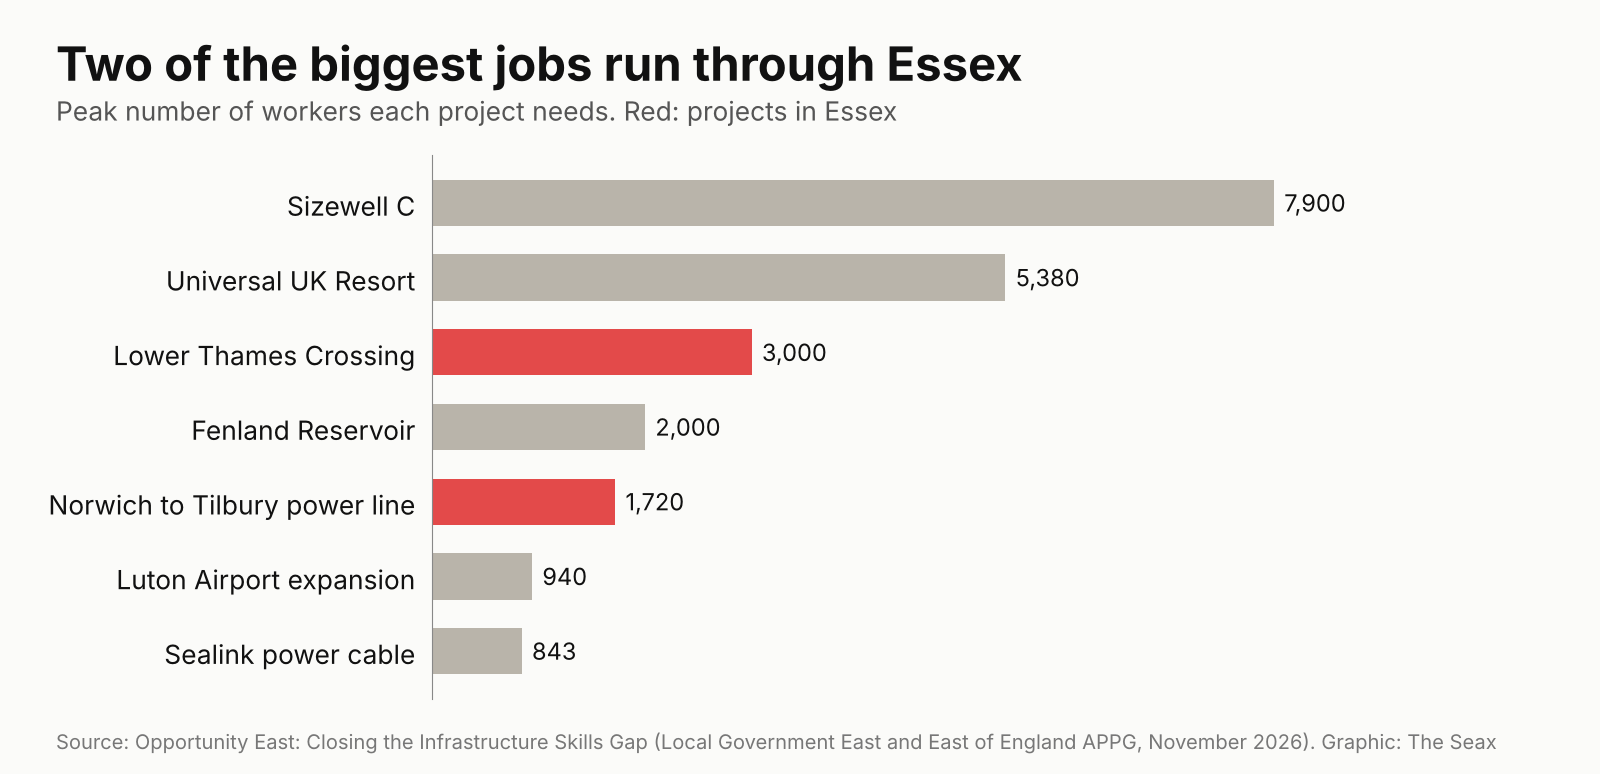 Two of the biggest jobs run through Essex
Peak number of workers each project needs. Red: projects in Essex
Sizewell C 7,900
Universal UK Resort 5,380
Lower Thames Crossing 3,000
Fenland Reservoir 2,000
Norwich to Tilbury power line 1,720
Luton Airport expansion 940
Sealink power cable 843
Source: Opportunity East: Closing the Infrastructure Skills Gap (Local Government East and East of England APPG, November 2026). Graphic: The Seax